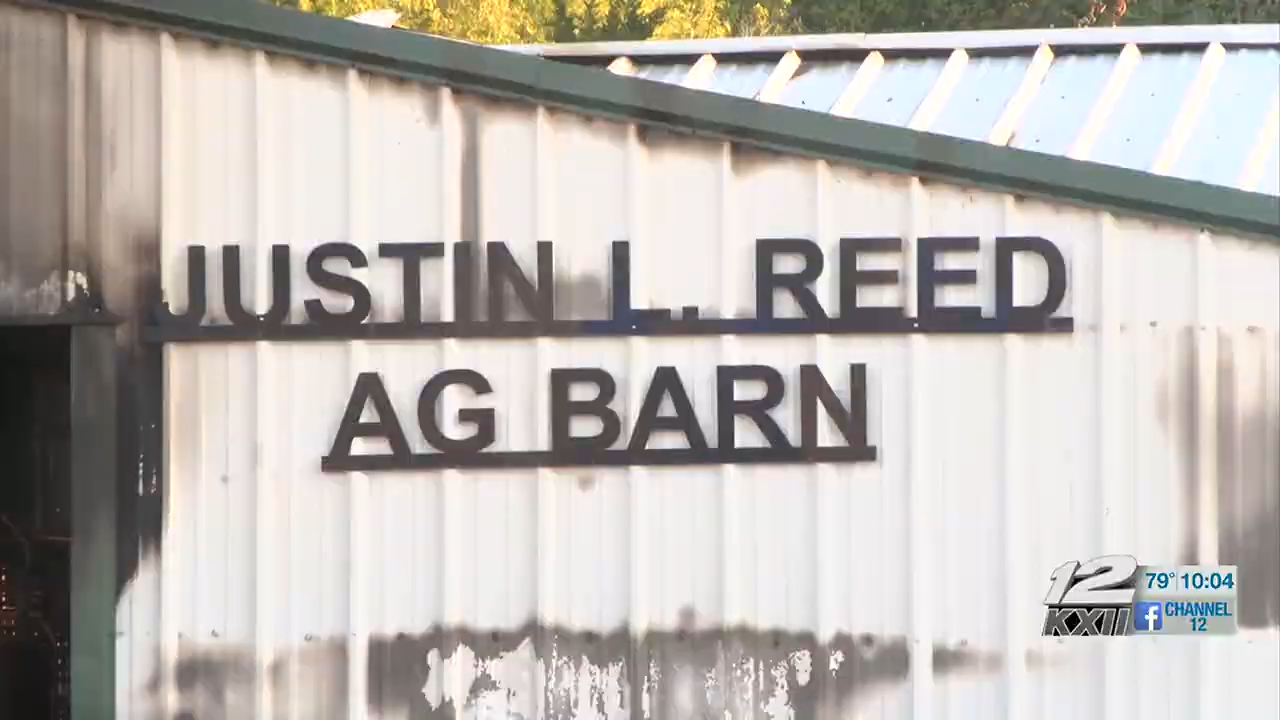 JUSTIN L. REED
AG BARN
12
KXII
79° 10:04
f CHANNEL
12